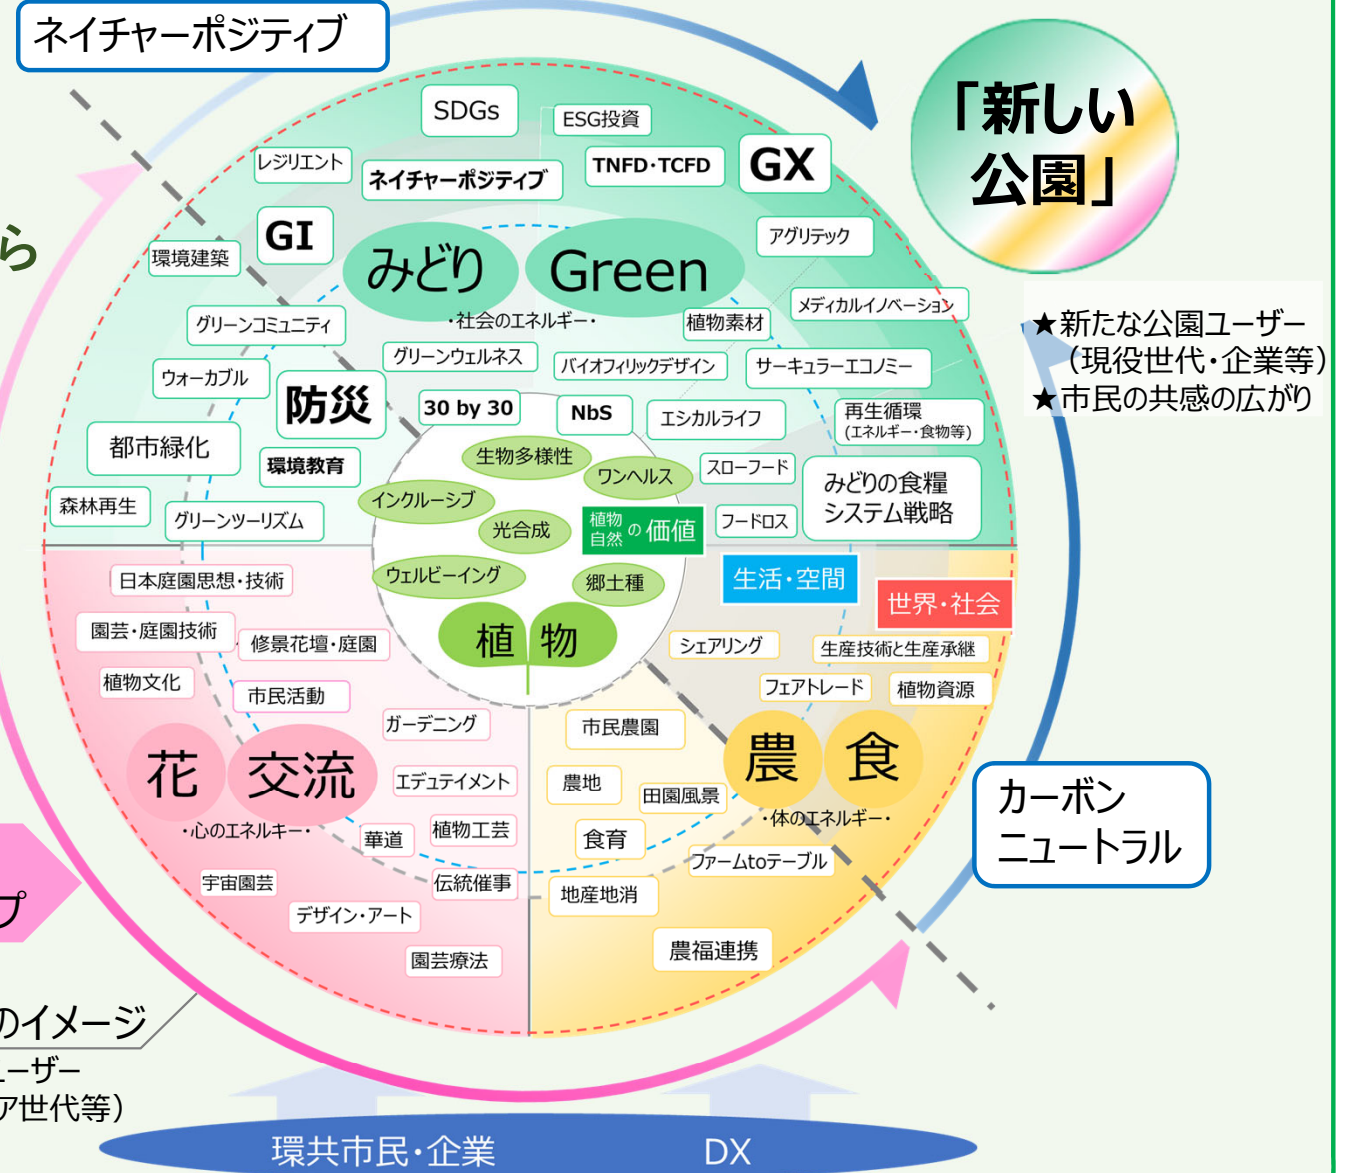 ネイチャーポジティブ
「新しい
公園」
SDGs
ESG投資
レジリエント
ネイチャーポジティブ
TNFD・TCFD
GX
ら
GI
環境建築
みどり
Green
アグリテック
・社会のエネルギー・
メディカルイノベーション
グリーンコミュニティ
植物素材
★新たな公園ユーザー
(現役世代・企業等)
★市民の共感の広がり
グリーンウェルネス
バイオフィリックデザイン
サーキュラーエコノミー
ウォーカブル
防災
30 by 30
NbS
エシカルライフ
再生循環
(エネルギー・食物等)
都市緑化
環境教育
生物多様性
ワンヘルス
スローフード
みどりの食糧
システム戦略
森林再生
グリーンツーリズム
インクルーシブ
光合成
植物
自然
の価値
フードロス
日本庭園思想・技術
ウェルビーイング
郷土種
生活・空間
世界・社会
園芸・庭園技術
修景花壇・庭園
植物
シェアリング
生産技術と生産承継
植物文化
市民活動
フェアトレード
植物資源
ガーデニング
市民農園
花
交流
農
食
エデュテイメント
農地
田園風景
カーボン
ニュートラル
・心のエネルキー・
・体のエネルギー・
華道
植物工芸
食育
ファームtoテーブル
宇宙園芸
伝統催事
地産地消
デザイン・アート
園芸療法
農福連携
プ
のイメージ
ユーザー
ア世代等)
環共市民・企業
DX